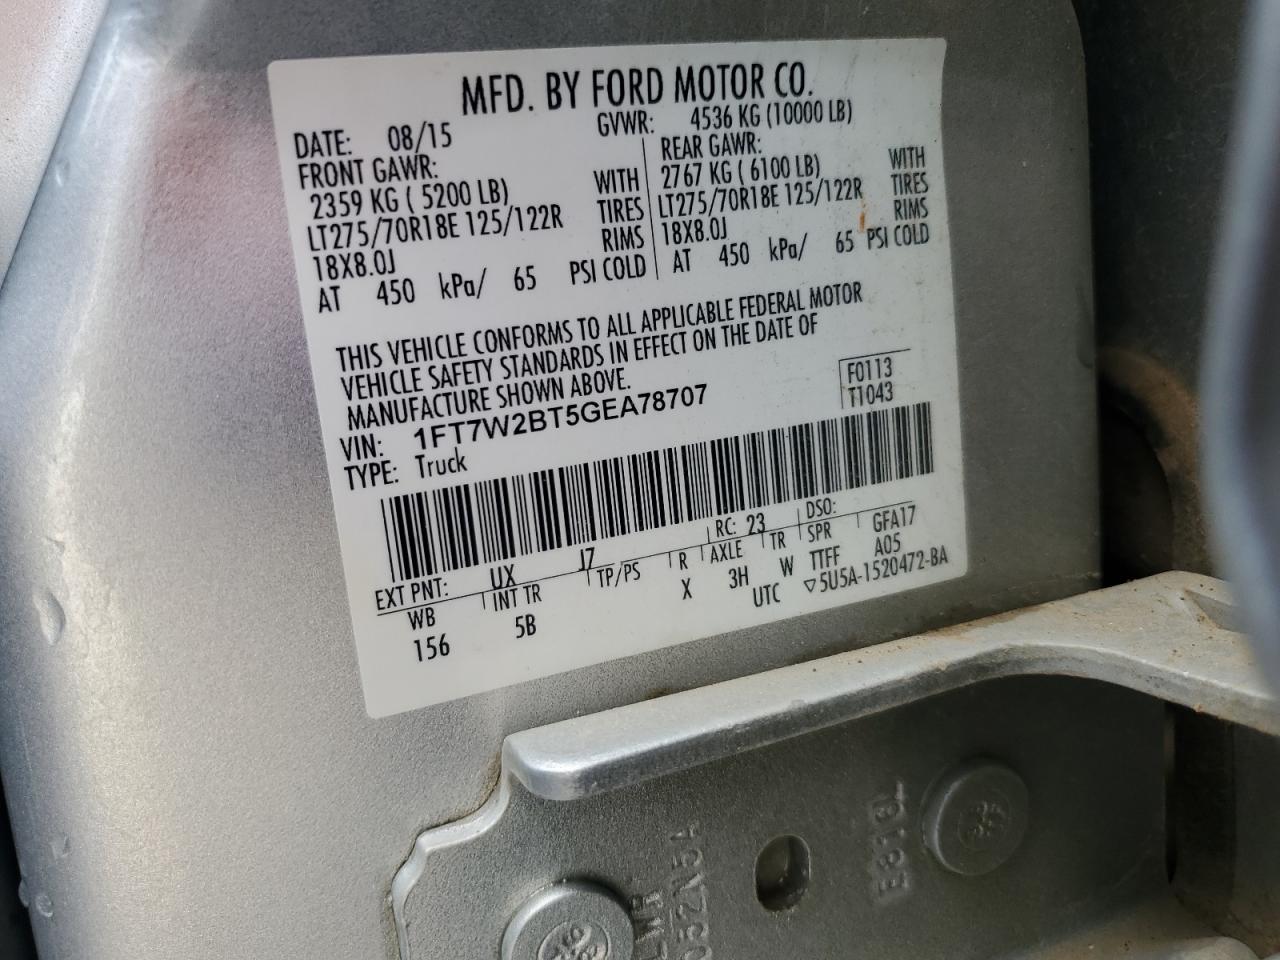 MFD. BY FORD MOTOR CO.
DATE: 08/15 GVWR: 4536 KG (10000 LB)
FRONT GAWR: REAR GAWR:
2359 KG ( 5200 LB) WITH 2767 KG ( 6100 LB) WITH
LT275/70R18E 125/122R TIRES LT275/70R18E 125/122R TIRES
18X8.0J RIMS 18X8.0J RIMS
AT 450 kPa/ 65 PSI COLD AT 450 kPa/ 65 PSI COLD
THIS VEHICLE CONFORMS TO ALL APPLICABLE FEDERAL MOTOR
VEHICLE SAFETY STANDARDS IN EFFECT ON THE DATE OF
MANUFACTURE SHOWN ABOVE.
VIN: 1FT7W2BT5GEA78707
TYPE: Truck
F0113
T1043
EXT PNT: UX J7 RC: 23 DSO:
WB INT TR TP/PS R AXLE TR SPR GFA17
156 5B X 3H W TTFF A05
UTC ▽5U5A-1520472-BA
E818L
052N5A